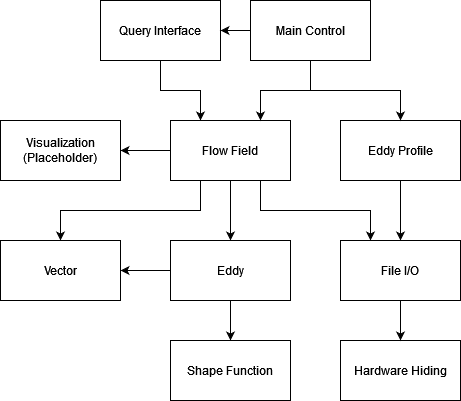 Query Interface
Main Control
Visualization
(Placeholder)
Flow Field
Eddy Profile
Vector
Eddy
File I/O
Shape Function
Hardware Hiding